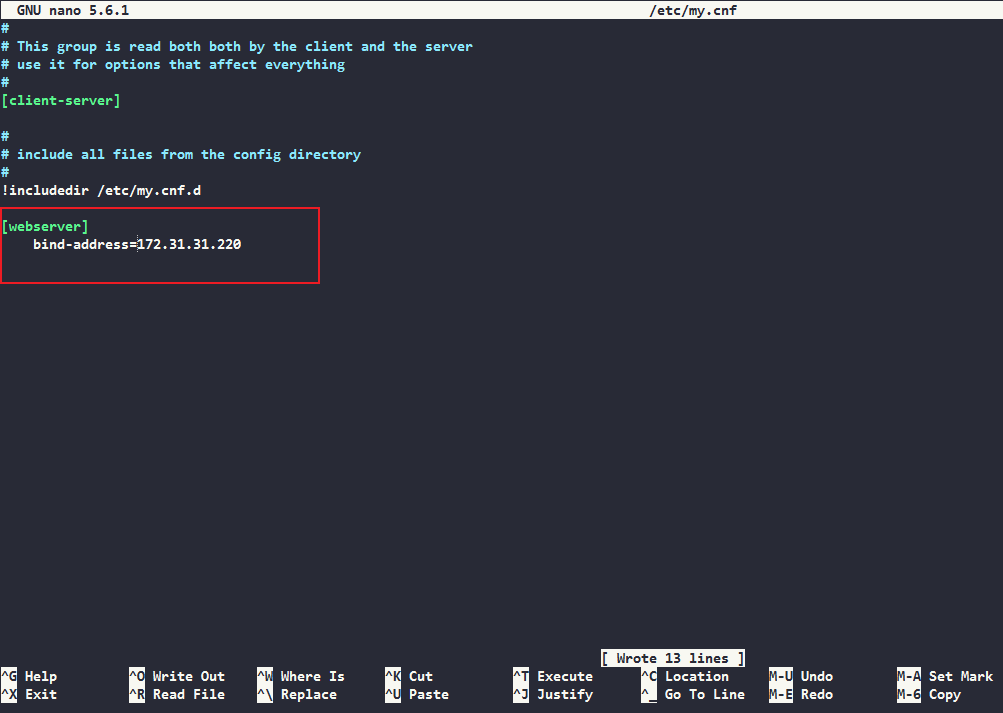 GNU nano 5.6.1 /etc/my.cnf
#
# This group is read both both by the client and the server
# use it for options that affect everything
#
[client-server]
#
# include all files from the config directory
#
!includedir /etc/my.cnf.d
[webserver]
bind-address=172.31.31.220
[ Wrote 13 lines ]
^G Help ^O Write Out ^W Where Is ^K Cut ^T Execute ^C Location M-U Undo M-A Set Mark
^X Exit ^R Read File ^\ Replace ^U Paste ^J Justify ^_ Go To Line M-E Redo M-6 Copy